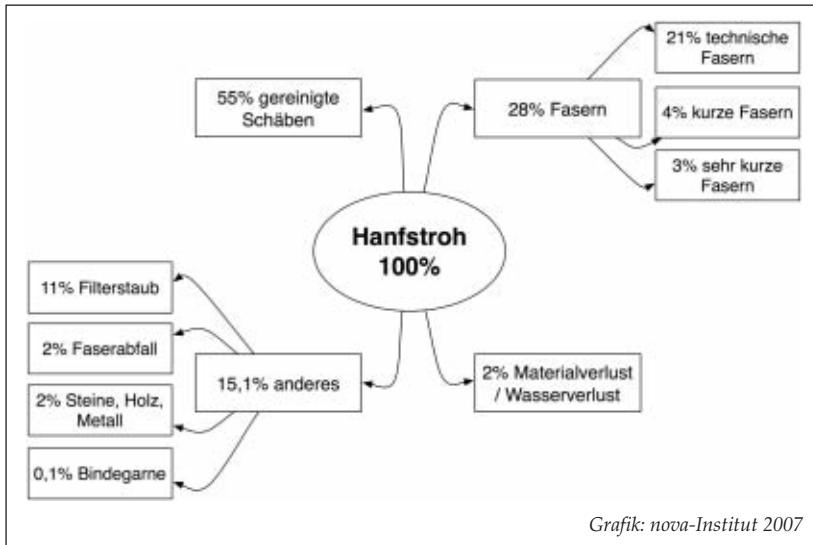 21% technische
Fasern
55% gereinigte
Schäben
28% Fasern
4% kurze Fasern
3% sehr kurze
Fasern
Hanfstroh
100%
11% Filterstaub
2% Faserabfall
15,1% anderes
2% Steine, Holz,
Metall
0,1% Bindegarne
2% Materialverlust
/ Wasserverlust
Grafik: nova-Institut 2007